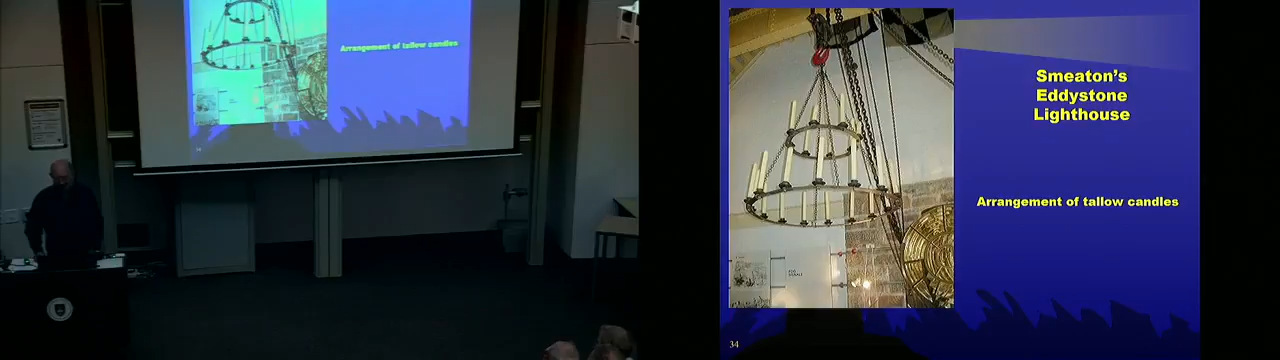 Arrangement of tallow candles
Smeaton's
Eddystone
Lighthouse
Arrangement of tallow candles
34